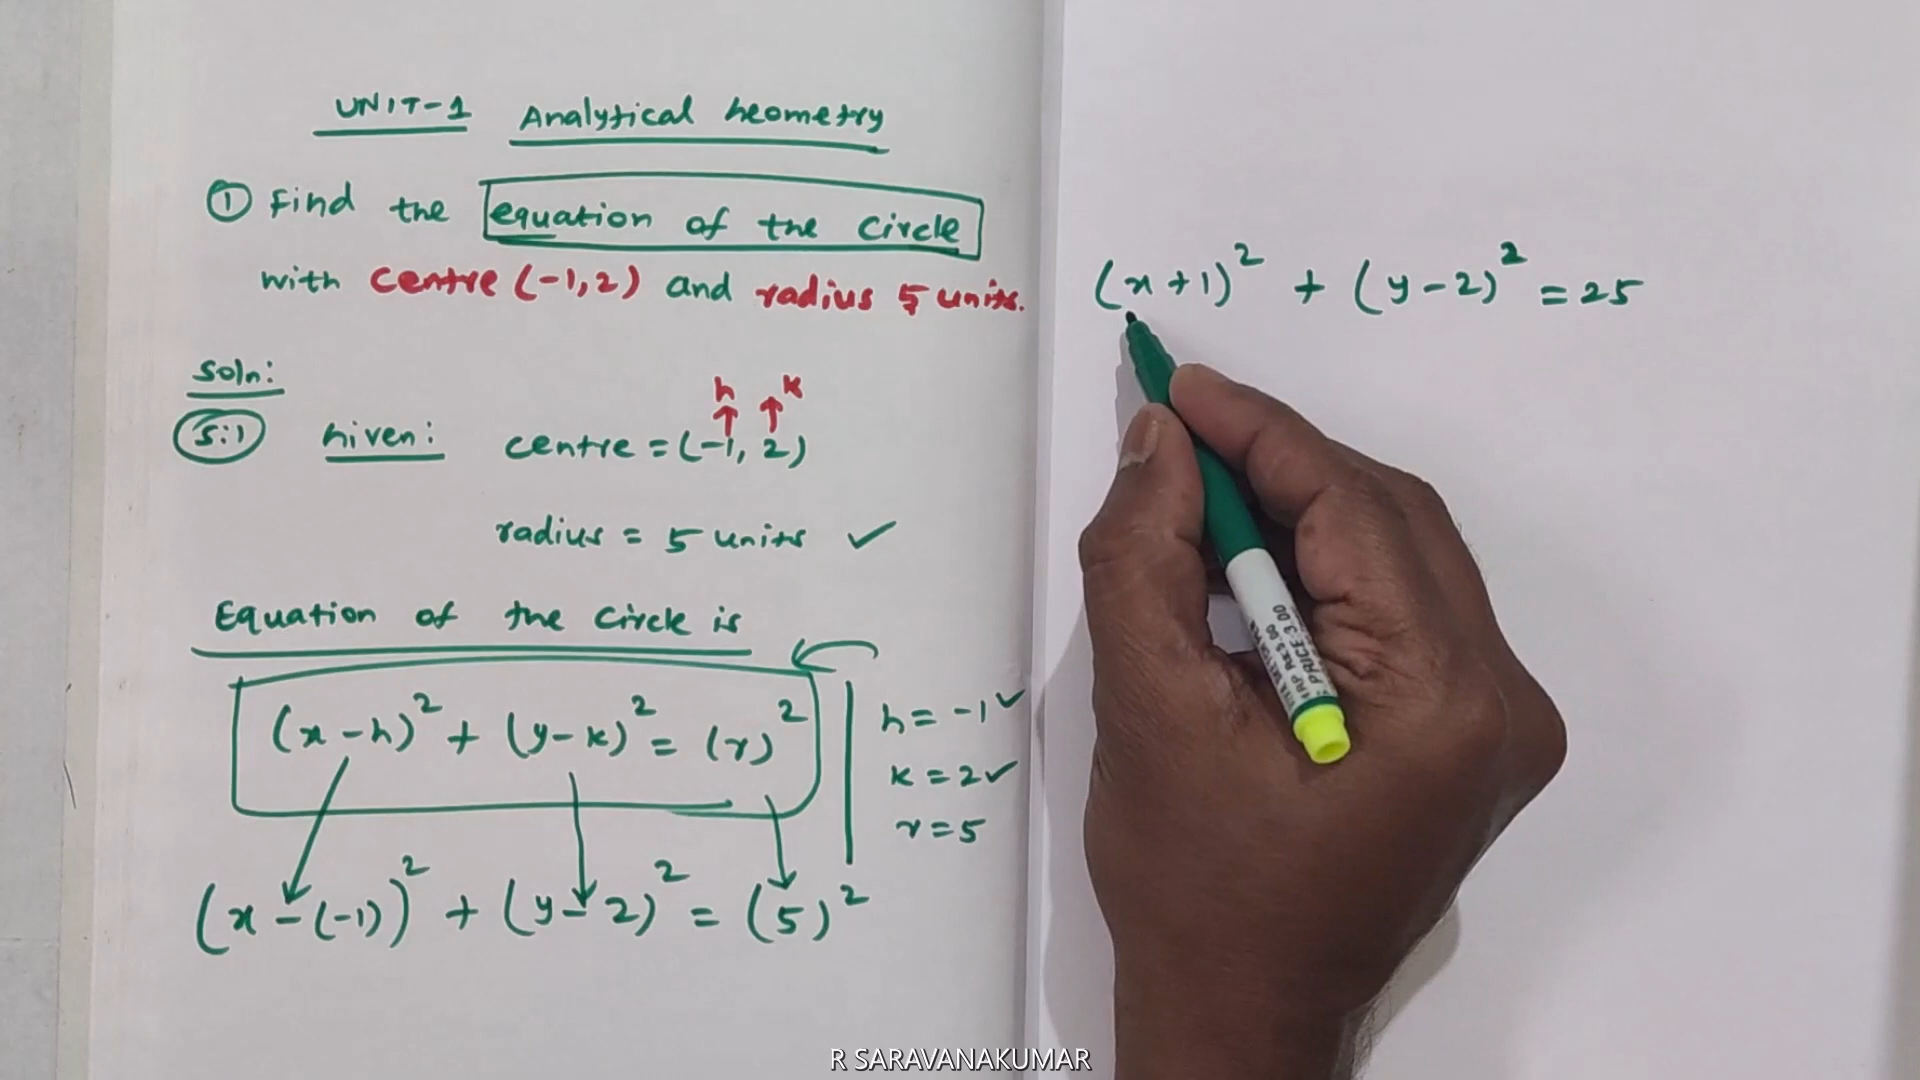 UNIT-1 Analytical Geometry
① Find the equation of the circle
with centre (-1,2) and radius 5 units.
Soln:
5:1 Given: centre = (-1, 2)
h k
radius = 5 units ✓
Equation of the circle is
(x-h)² + (y-k)² = (r)²
h = -1 ✓
k = 2 ✓
r = 5
(x-(-1))² + (y-2)² = (5)²
(x+1)² + (y-2)² = 25
R SARAVANAKUMAR